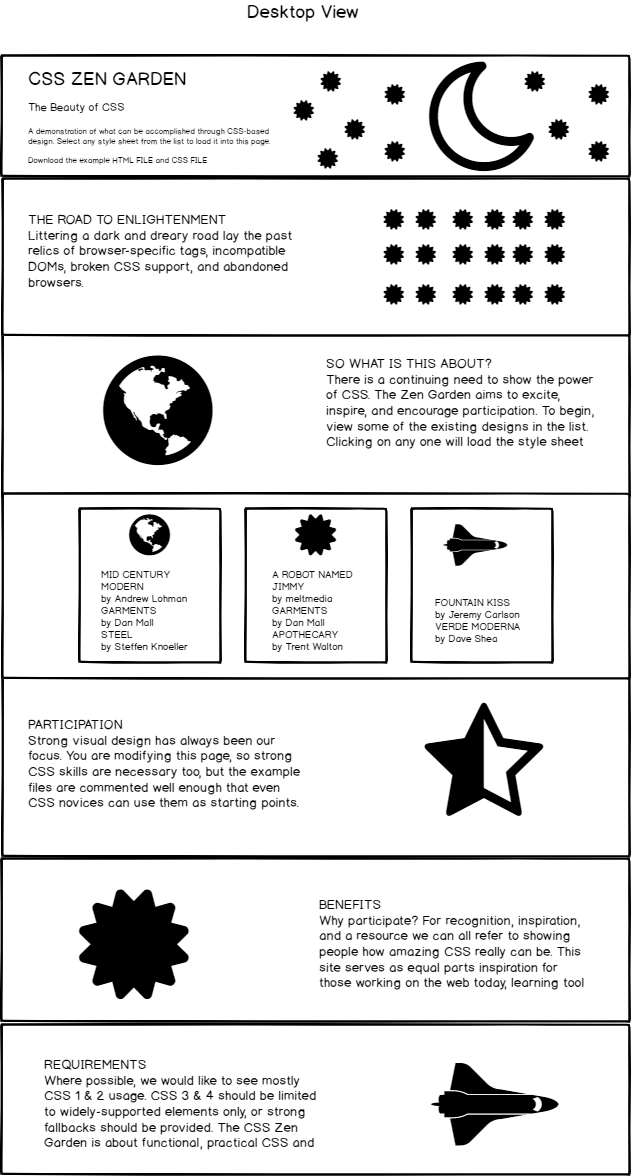 Desktop View
CSS ZEN GARDEN
The Beauty of CSS
A demonstration of what can be accomplished through CSS-based
design. Select any style sheet from the list to load it into this page.
Download the example HTML FILE and CSS FILE
THE ROAD TO ENLIGHTENMENT
Littering a dark and dreary road lay the past
relics of browser-specific tags, incompatible
DOMs, broken CSS support, and abandoned
browsers.
SO WHAT IS THIS ABOUT?
There is a continuing need to show the power
of CSS. The Zen Garden aims to excite,
inspire, and encourage participation. To begin,
view some of the existing designs in the list.
Clicking on any one will load the style sheet
MID CENTURY
MODERN
by Andrew Lohman
GARMENTS
by Dan Mall
STEEL
by Steffen Knoeller
A ROBOT NAMED
JIMMY
by meltmedia
GARMENTS
by Dan Mall
APOTHECARY
by Trent Walton
FOUNTAIN KISS
by Jeremy Carlson
VERDE MODERNA
by Dave Shea
PARTICIPATION
Strong visual design has always been our
focus. You are modifying this page, so strong
CSS skills are necessary too, but the example
files are commented well enough that even
CSS novices can use them as starting points.
BENEFITS
Why participate? For recognition, inspiration,
and a resource we can all refer to showing
people how amazing CSS really can be. This
site serves as equal parts inspiration for
those working on the web today, learning tool
REQUIREMENTS
Where possible, we would like to see mostly
CSS 1 & 2 usage. CSS 3 & 4 should be limited
to widely-supported elements only, or strong
fallbacks should be provided. The CSS Zen
Garden is about functional, practical CSS and